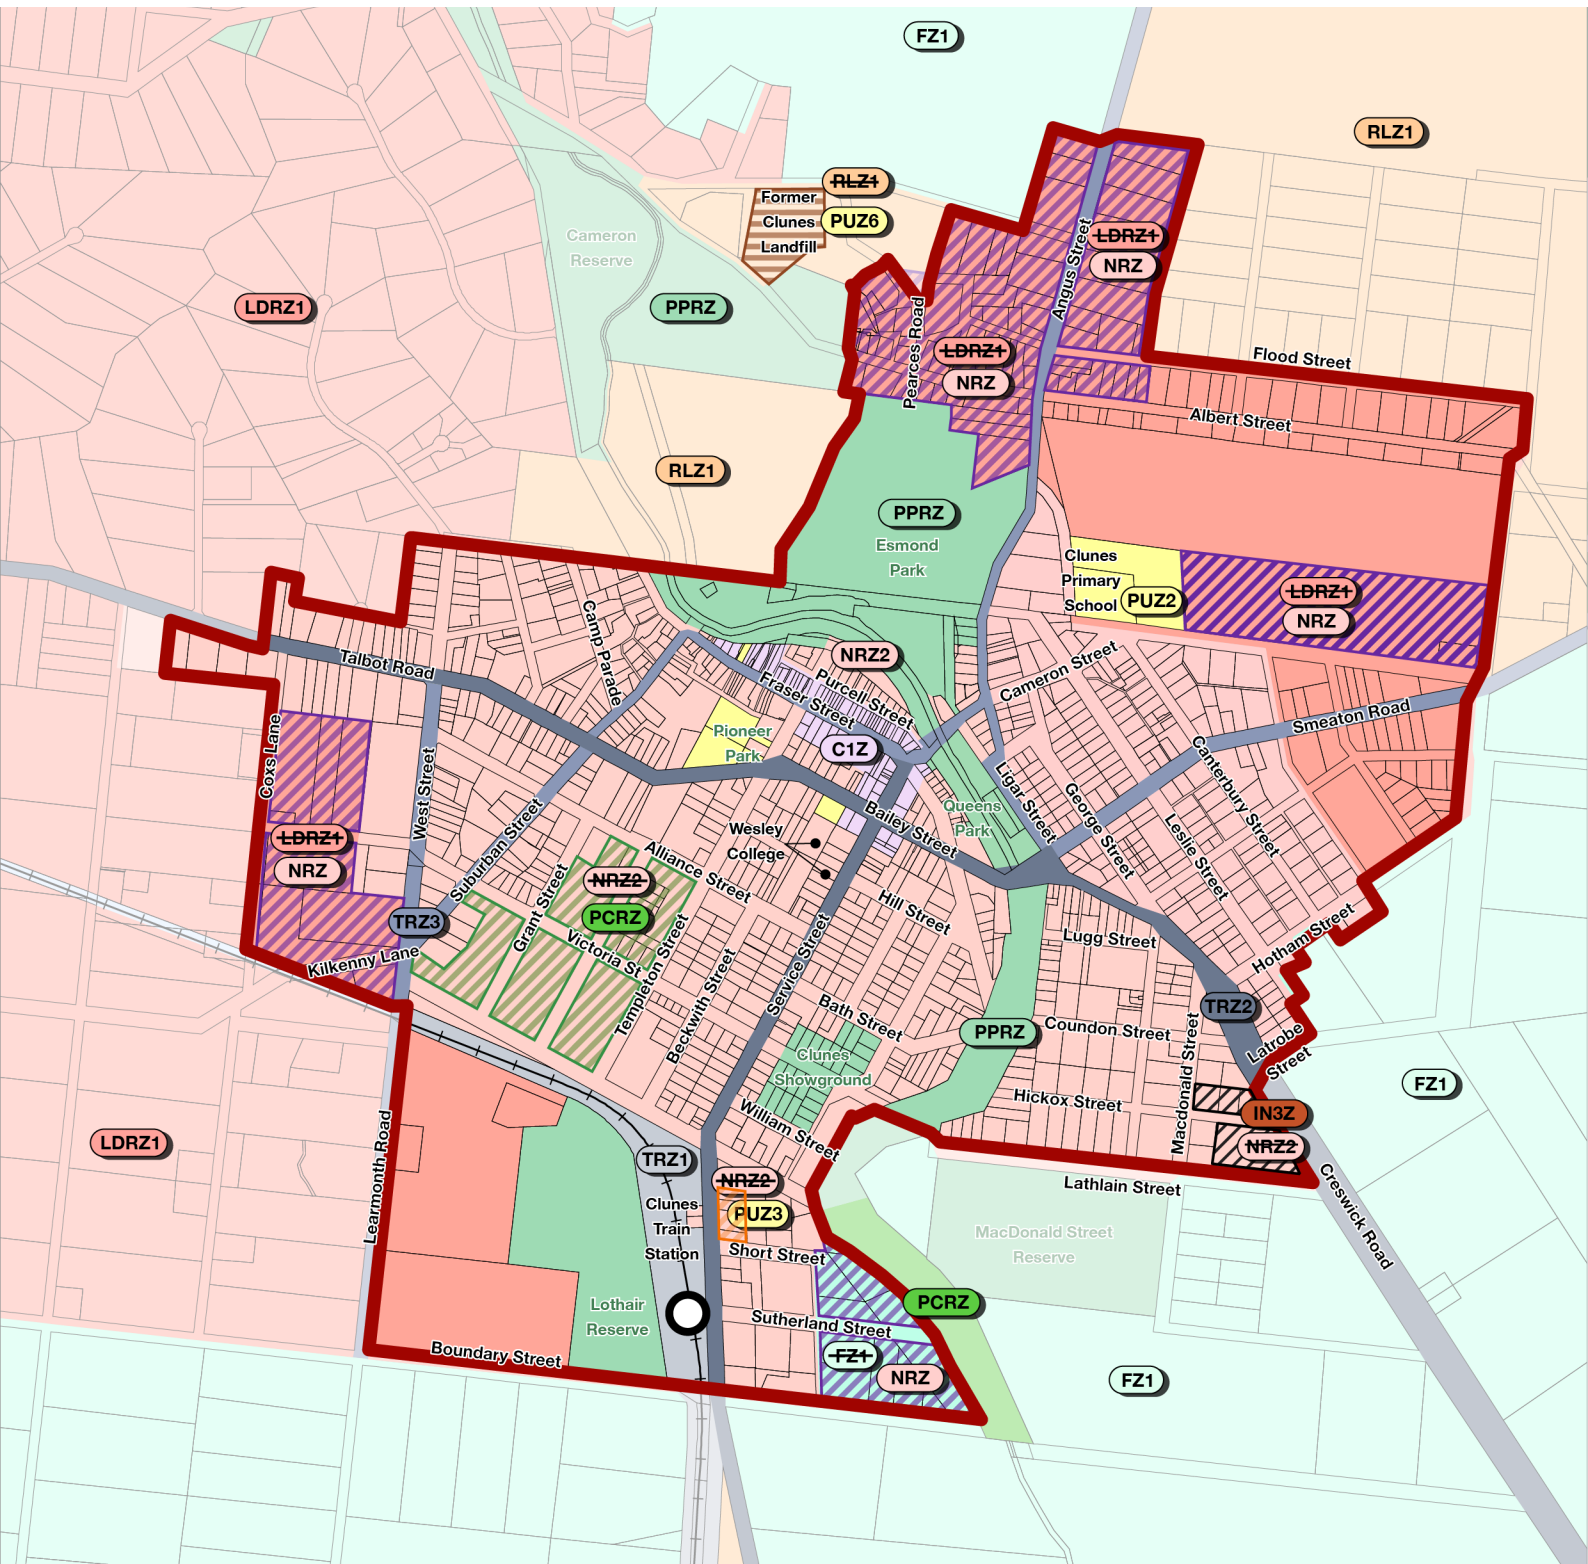 FZ1
RLZ1
RLZ1
Former
Clunes
Landfill
PUZ6
Cameron
Reserve
LDRZ1
NRZ
LDRZ1
PPRZ
Angus Street
Pearces Road
LDRZ1
NRZ
Flood Street
Albert Street
RLZ1
PPRZ
Esmond
Park
Clunes
Primary
School
PUZ2
LDRZ1
NRZ
Camp Parade
Talbot Road
NRZ2
Purcell Street
Fraser Street
Cameron Street
Smeaton Road
Pioneer
Park
C1Z
Coxs Lane
West Street
Suburban Street
Canterbury Street
Ligar Street
George Street
Leslie Street
Queens
Park
Bailey Street
Wesley
College
LDRZ1
NRZ
Alliance Street
NRZ2
PCRZ
Grant Street
Victoria St
Templeton Street
TRZ3
Kilkenny Lane
Hill Street
Service Street
Beckwith Street
Lugg Street
Hotham Street
TRZ2
Bath Street
PPRZ
Coundon Street
Macdonald Street
Latrobe
Street
Clunes
Showground
Hickox Street
IN3Z
NRZ2
FZ1
William Street
LDRZ1
Learmonth Road
TRZ1
NRZ2
PUZ3
Clunes
Train
Station
Short Street
Lathlain Street
Creswick Road
MacDonald Street
Reserve
PCRZ
Lothair
Reserve
Sutherland Street
FZ1
NRZ
Boundary Street
FZ1